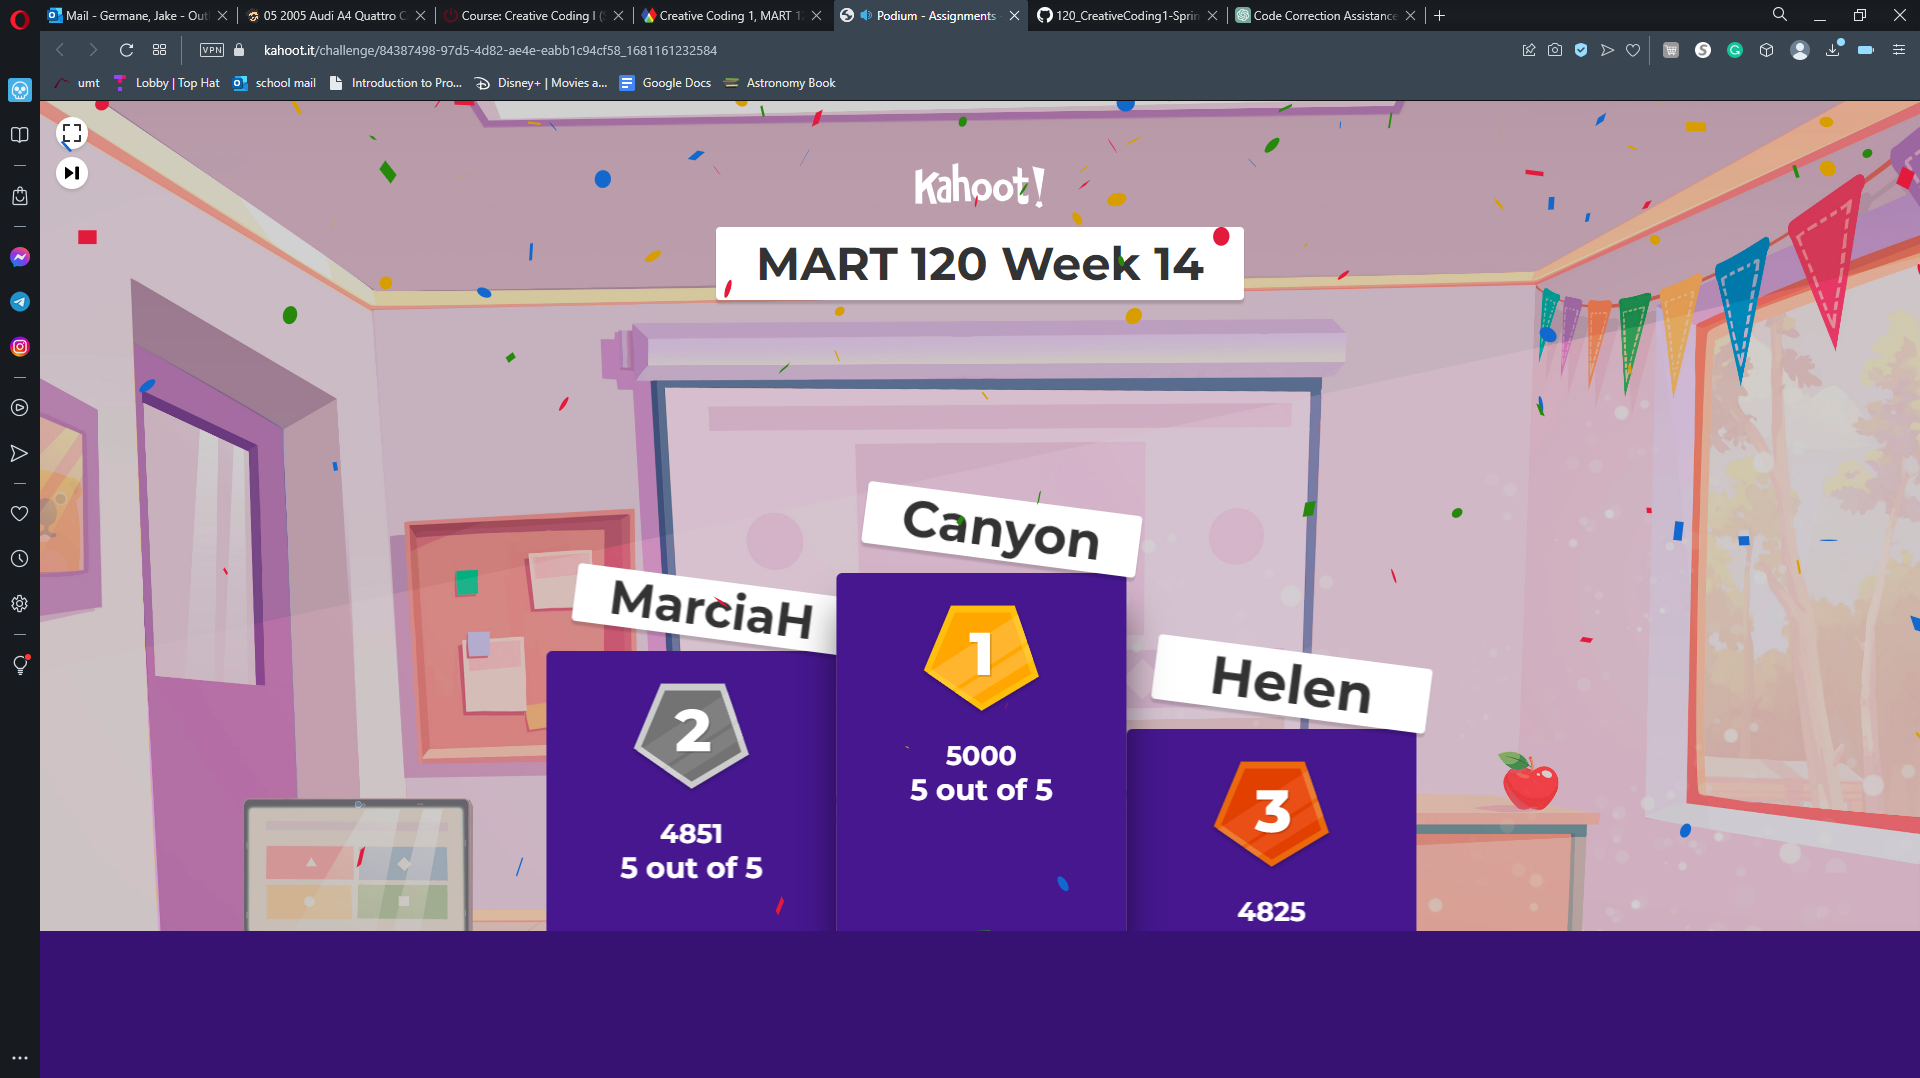 Mail - Germane, Jake - Out
05 2005 Audi A4 Quattro C
Course: Creative Coding I (S
Creative Coding 1, MART 12
Podium - Assignments
120_CreativeCoding1-Sprin
Code Correction Assistance
VPN
kahoot.it/challenge/84387498-97d5-4d82-ae4e-eabb1c94cf58_1681161232584
umt
Lobby | Top Hat
school mail
Introduction to Pro...
Disney+ | Movies a...
Google Docs
Astronomy Book
Kahoot!
MART 120 Week 14
Canyon
MarciaH
Helen
1
2
5000
5 out of 5
3
4851
5 out of 5
4825